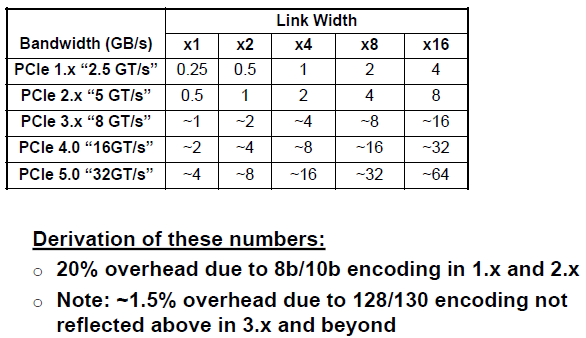 Link Width
Bandwidth (GB/s) x1 x2 x4 x8 x16
PCIe 1.x “2.5 GT/s” 0.25 0.5 1 2 4
PCIe 2.x “5 GT/s” 0.5 1 2 4 8
PCIe 3.x “8 GT/s” ~1 ~2 ~4 ~8 ~16
PCIe 4.0 “16GT/s” ~2 ~4 ~8 ~16 ~32
PCIe 5.0 “32GT/s” ~4 ~8 ~16 ~32 ~64
Derivation of these numbers:
○ 20% overhead due to 8b/10b encoding in 1.x and 2.x
○ Note: ~1.5% overhead due to 128/130 encoding not
reflected above in 3.x and beyond